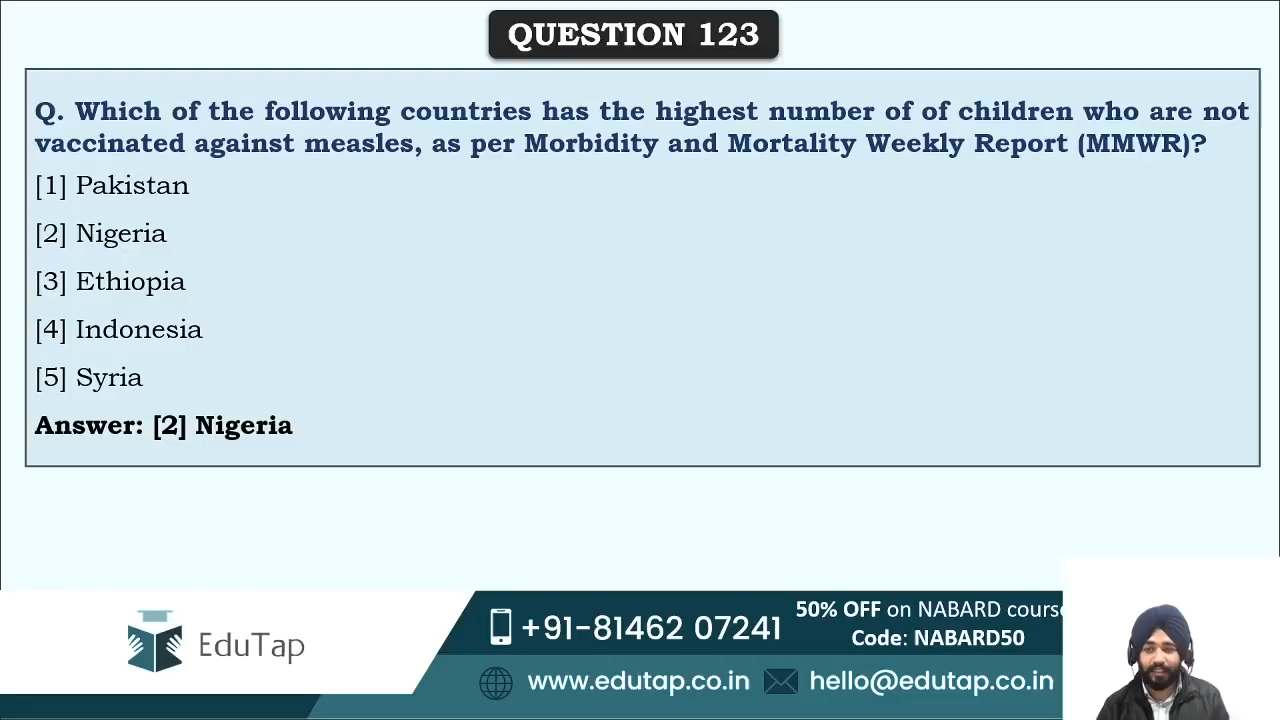 QUESTION 123
Q. Which of the following countries has the highest number of of children who are not
vaccinated against measles, as per Morbidity and Mortality Weekly Report (MMWR)?
[1] Pakistan
[2] Nigeria
[3] Ethiopia
[4] Indonesia
[5] Syria
Answer: [2] Nigeria
EduTap
+91-81462 07241
50% OFF on NABARD course
Code: NABARD50
www.edutap.co.in
hello@edutap.co.in